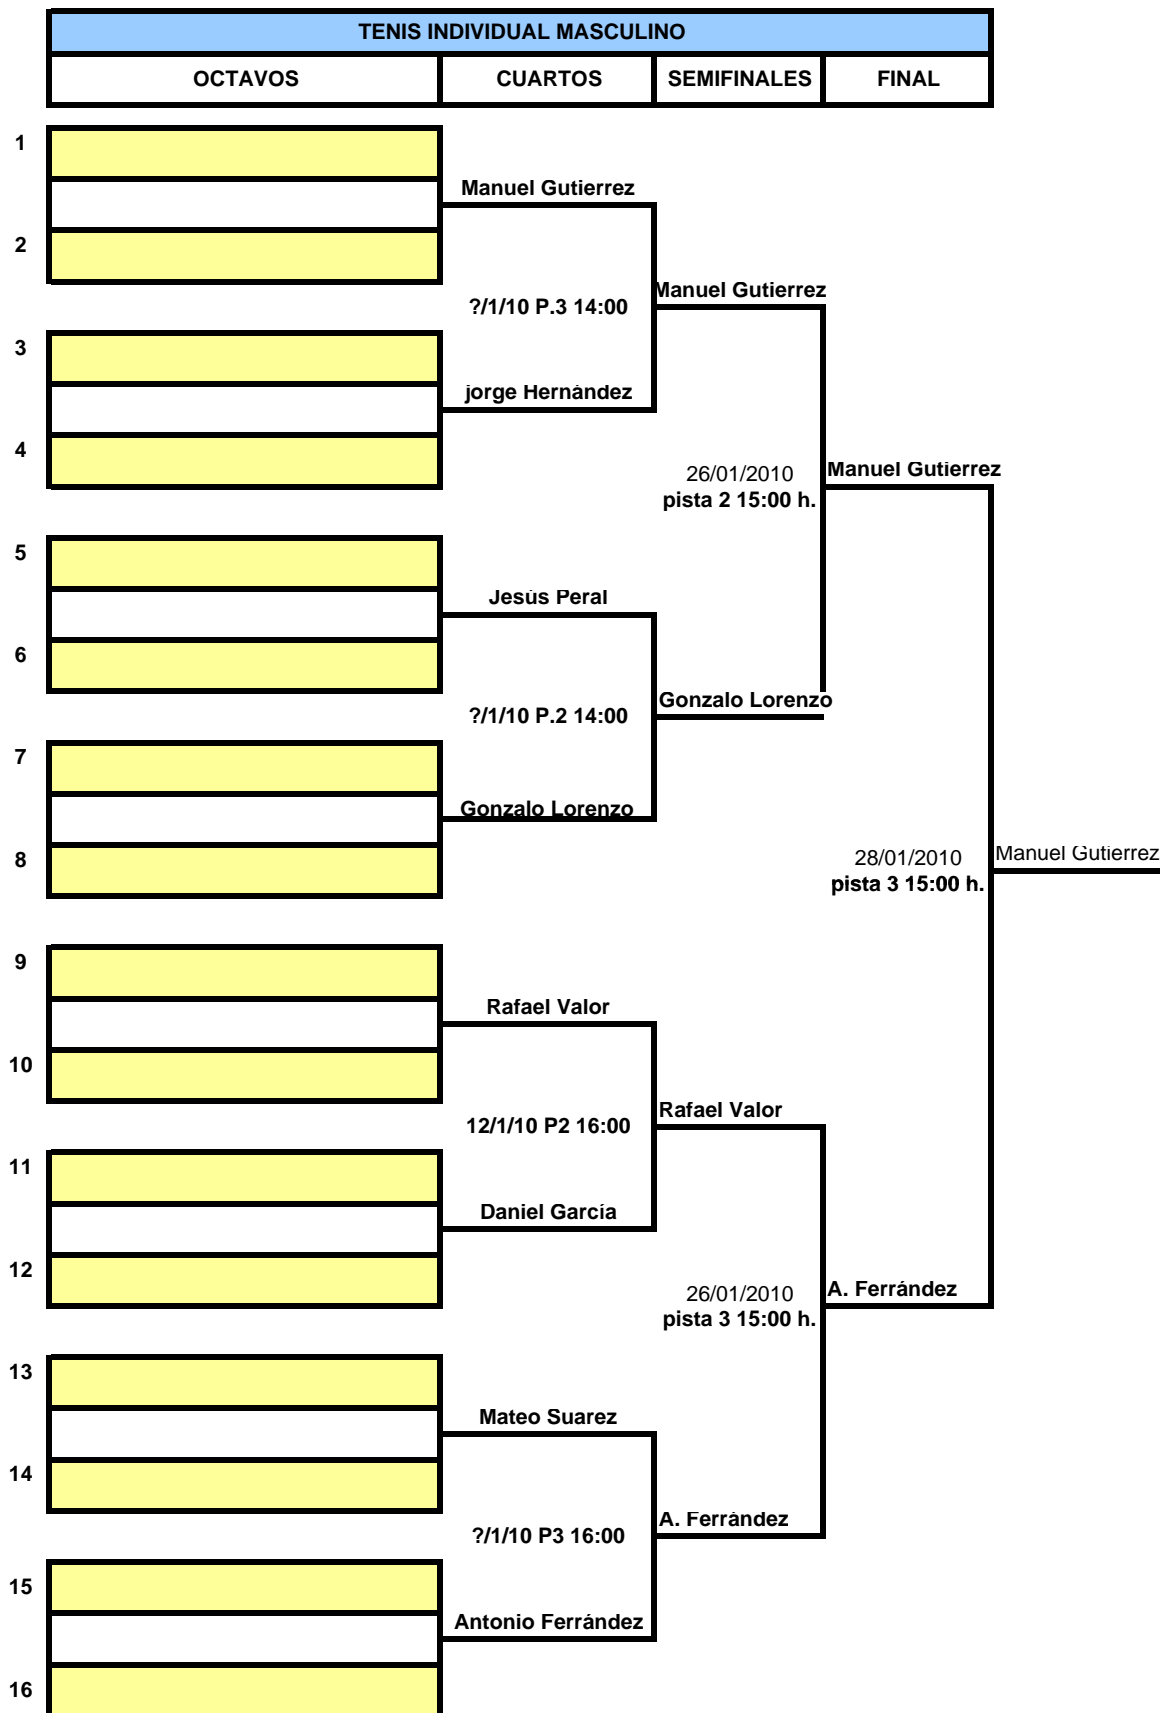 TENIS INDIVIDUAL MASCULINO
OCTAVOS CUARTOS SEMIFINALES FINAL
1
Manuel Gutierrez
2
Manuel Gutierrez
?/1/10 P.3 14:00
3
jorge Hernández
4
Manuel Gutierrez
26/01/2010
pista 2 15:00 h.
5
Jesús Peral
6
Gonzalo Lorenzo
?/1/10 P.2 14:00
7
Gonzalo Lorenzo
8
28/01/2010
Manuel Gutierrez
pista 3 15:00 h.
9
Rafael Valor
10
Rafael Valor
12/1/10 P2 16:00
11
Daniel García
12
A. Ferrández
26/01/2010
pista 3 15:00 h.
13
Mateo Suarez
14
A. Ferrández
?/1/10 P3 16:00
15
Antonio Ferrández
16